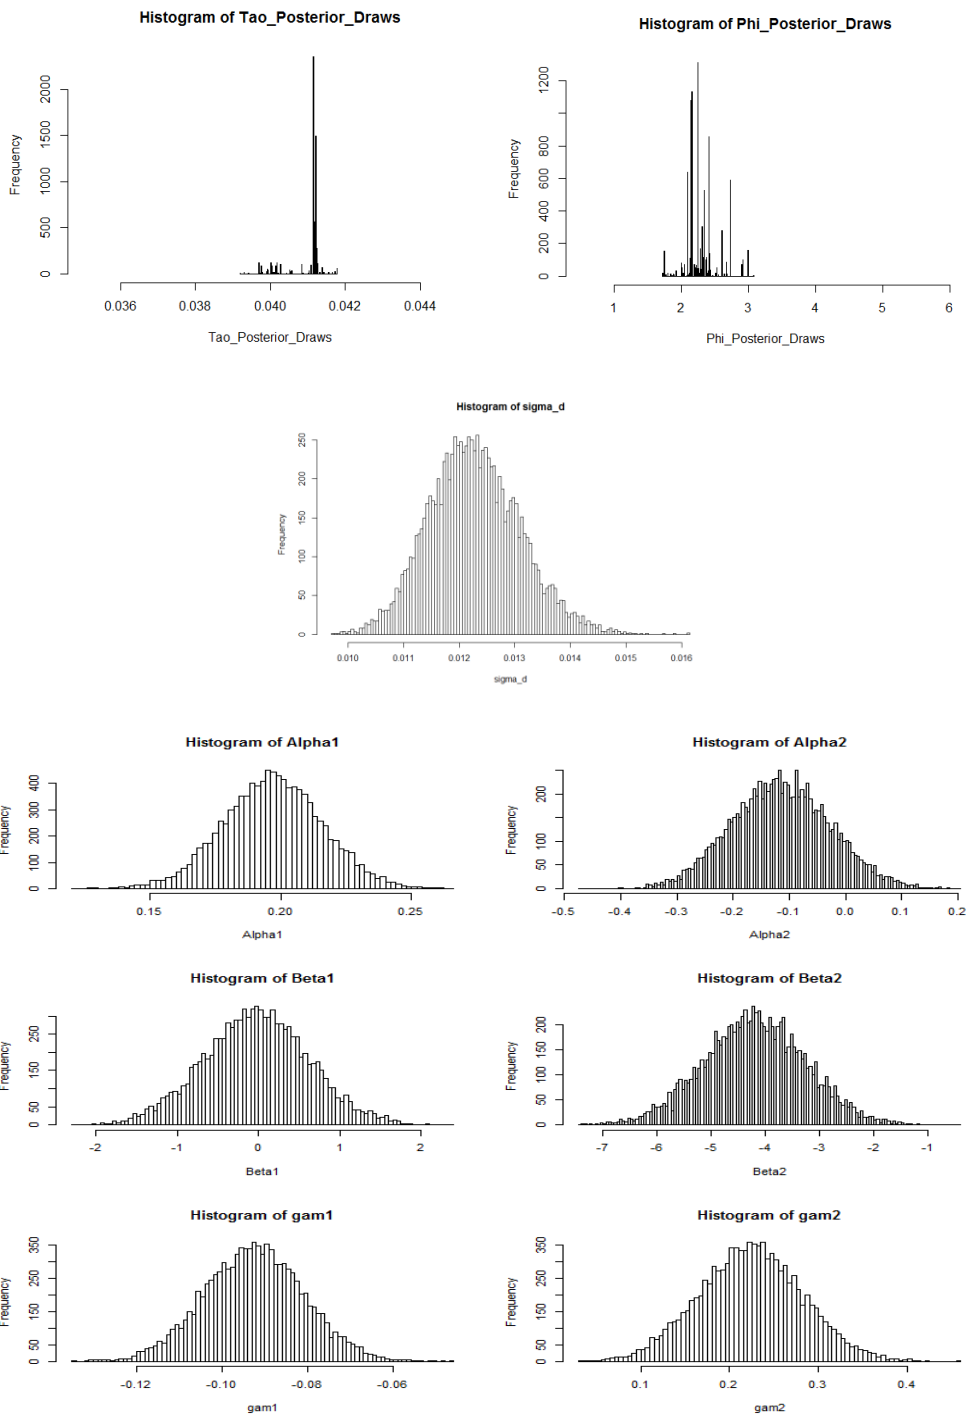 Histogram of Tao_Posterior_Draws
Frequency
2000
1500
1000
500
0
0.036 0.038 0.040 0.042 0.044
Tao_Posterior_Draws
Histogram of Phi_Posterior_Draws
Frequency
1200
800
600
400
200
0
1 2 3 4 5 6
Phi_Posterior_Draws
Histogram of sigma_d
Frequency
250
200
150
100
50
0
0.010 0.011 0.012 0.013 0.014 0.015 0.016
sigma_d
Histogram of Alpha1
Frequency
400
300
200
100
0
0.15 0.20 0.25
Alpha1
Histogram of Alpha2
Frequency
200
150
100
50
0
-0.5 -0.4 -0.3 -0.2 -0.1 0.0 0.1 0.2
Alpha2
Histogram of Beta1
Frequency
250
150
50
0
-2 -1 0 1 2
Beta1
Histogram of Beta2
Frequency
200
150
100
50
0
-7 -6 -5 -4 -3 -2 -1
Beta2
Histogram of gam1
Frequency
350
250
150
50
0
-0.12 -0.10 -0.08 -0.06
gam1
Histogram of gam2
Frequency
350
250
150
50
0
0.1 0.2 0.3 0.4
gam2